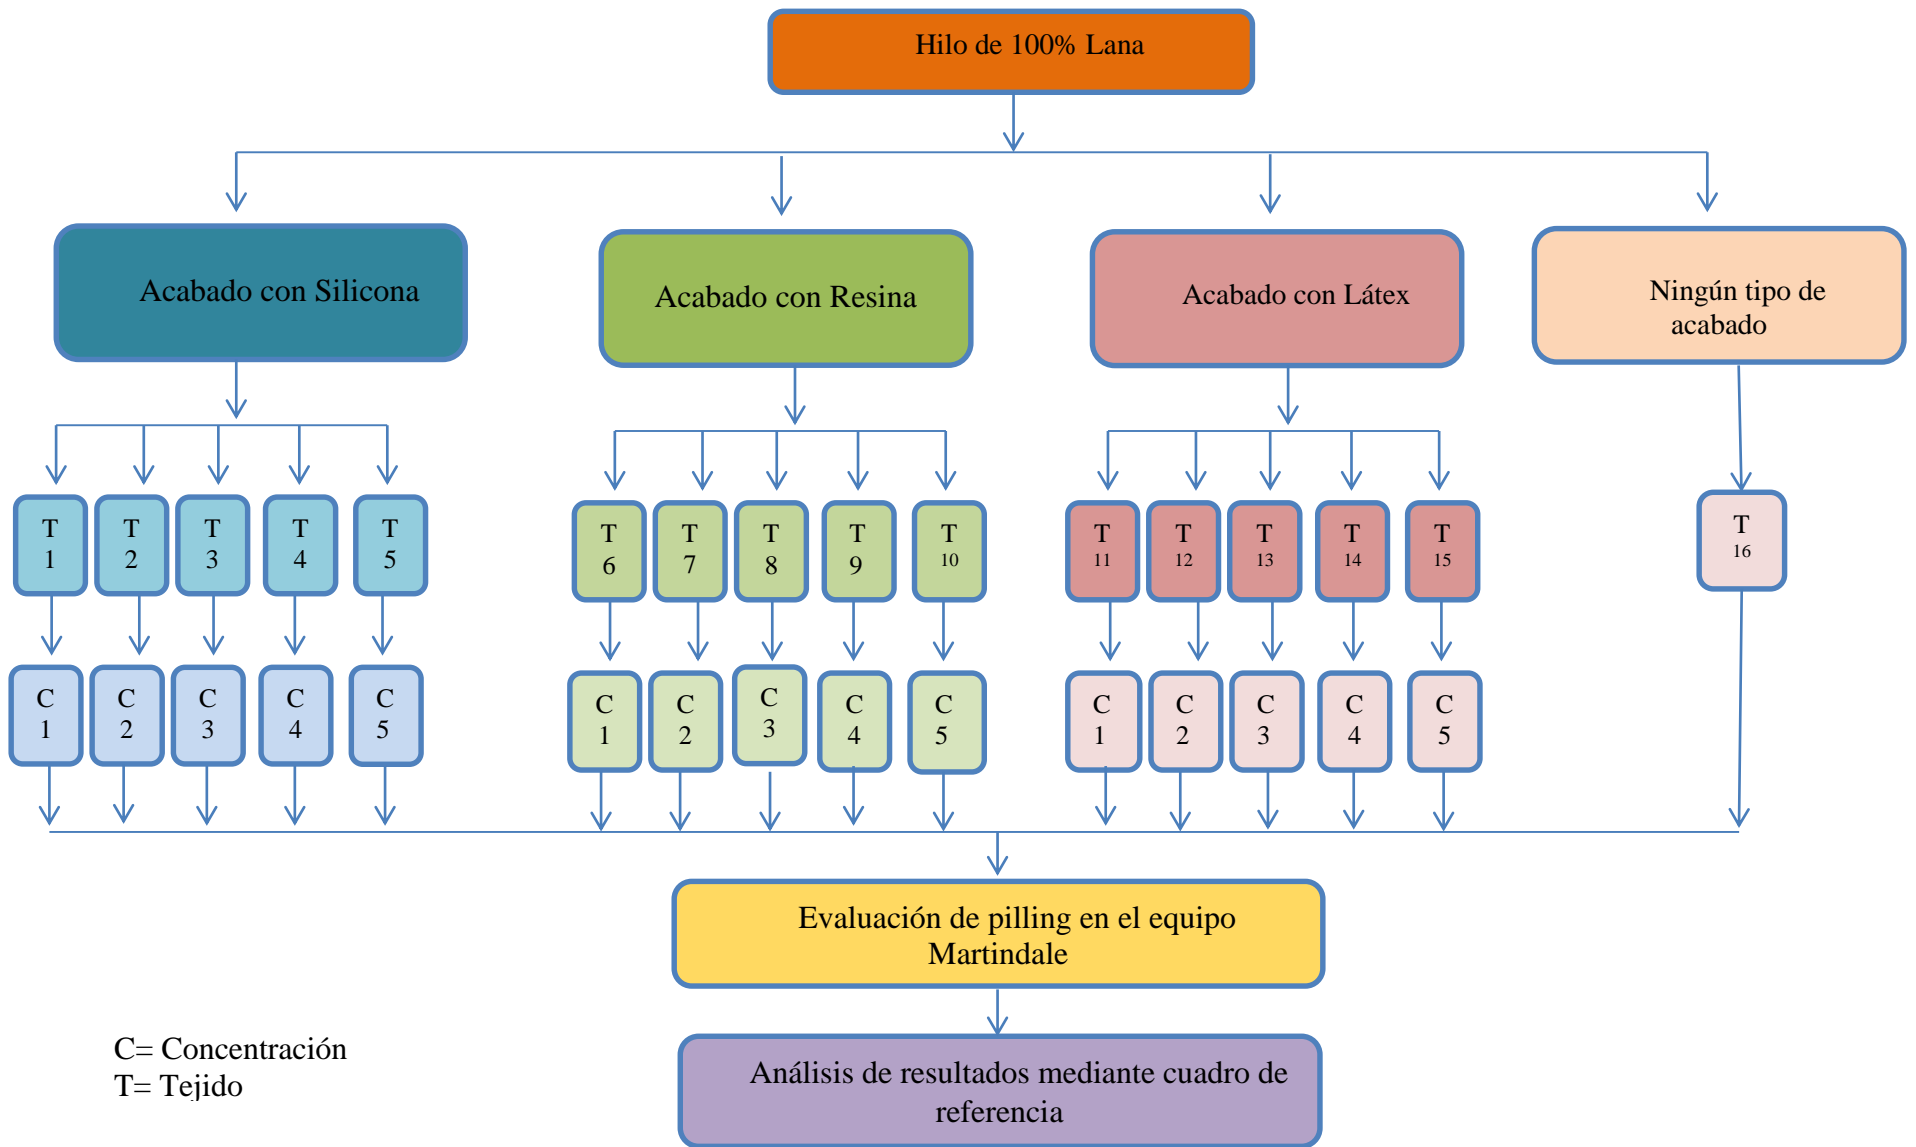 Hilo de 100% Lana
Acabado con Silicona
Acabado con Resina
Acabado con Látex
Ningún tipo de
acabado
T
1
T
2
T
3
T
4
T
5
T
6
T
7
T
8
T
9
T
10
T
11
T
12
T
13
T
14
T
15
T
16
C
1
C
2
C
3
C
4
C
5
C
1
C
2
C
3
C
4
C
5
C
1
C
2
C
3
C
4
C
5
Evaluación de pilling en el equipo
Martindale
Análisis de resultados mediante cuadro de
referencia
C= Concentración
T= Tejido